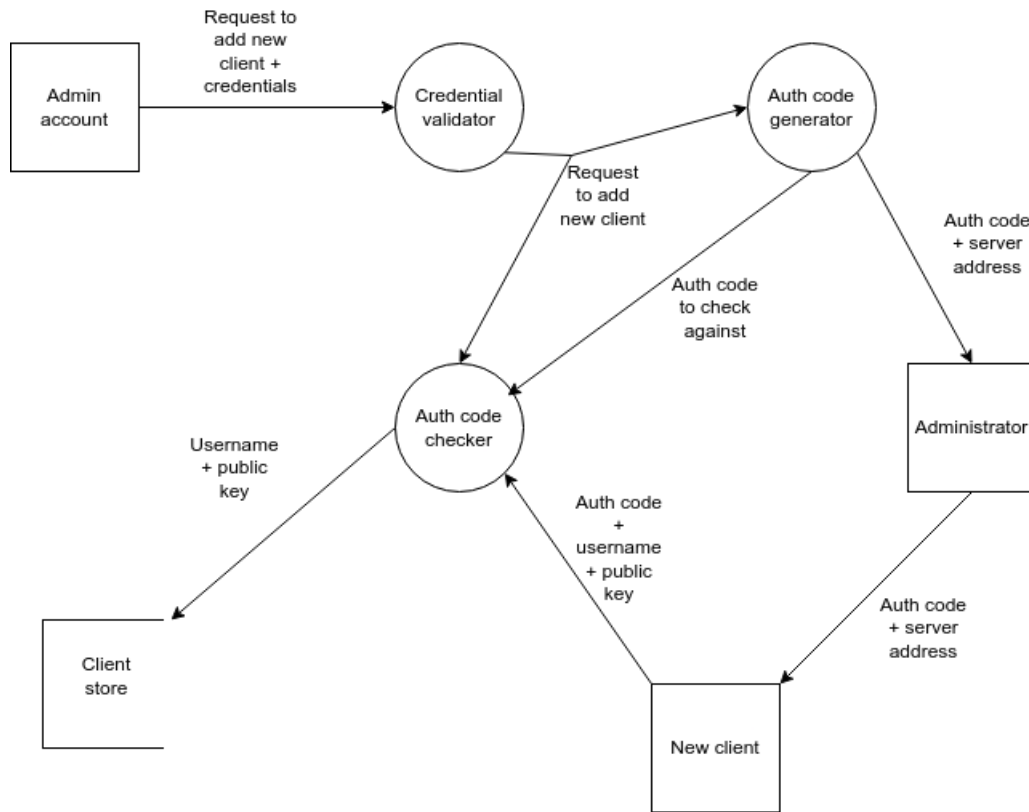 Request to
add new
client +
credentials
Admin
account
Credential
validator
Auth code
generator
Request
to add
new client
Auth code
+ server
address
Auth code
to check
against
Auth code
checker
Administrator
Username
+ public
key
Auth code
+
username
+ public
key
Auth code
+ server
address
Client
store
New client